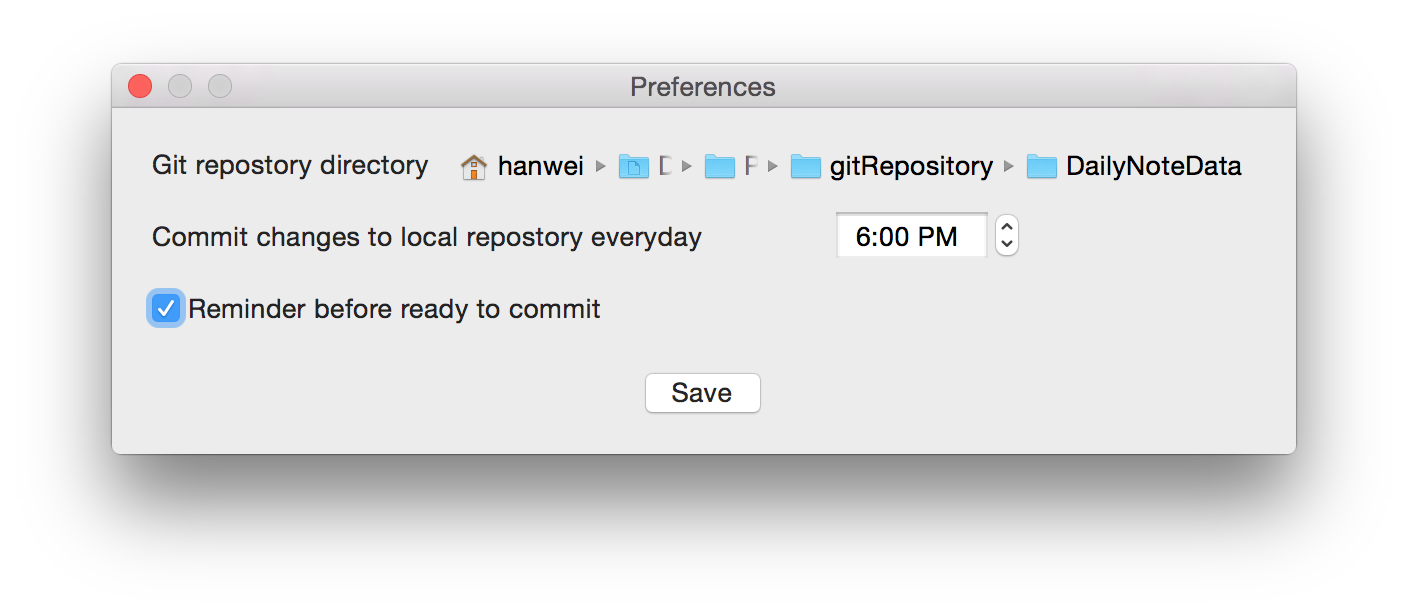 Preferences
Git repostory directory hanwei gitRepository DailyNoteData
Commit changes to local repostory everyday 6:00 PM
Reminder before ready to commit
Save